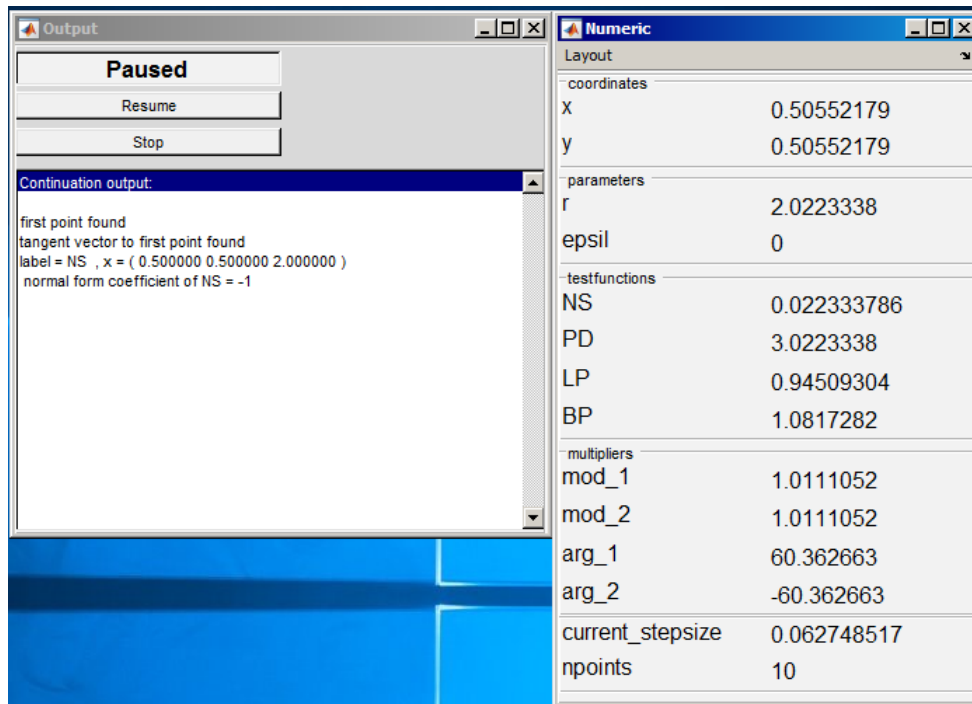 Output
Paused
Resume
Stop
Continuation output:
first point found
tangent vector to first point found
label = NS , x = ( 0.500000 0.500000 2.000000 )
normal form coefficient of NS = -1
Numeric
Layout
coordinates
x 0.50552179
y 0.50552179
parameters
r 2.0223338
epsil 0
testfunctions
NS 0.022333786
PD 3.0223338
LP 0.94509304
BP 1.0817282
multipliers
mod_1 1.0111052
mod_2 1.0111052
arg_1 60.362663
arg_2 -60.362663
current_stepsize 0.062748517
npoints 10